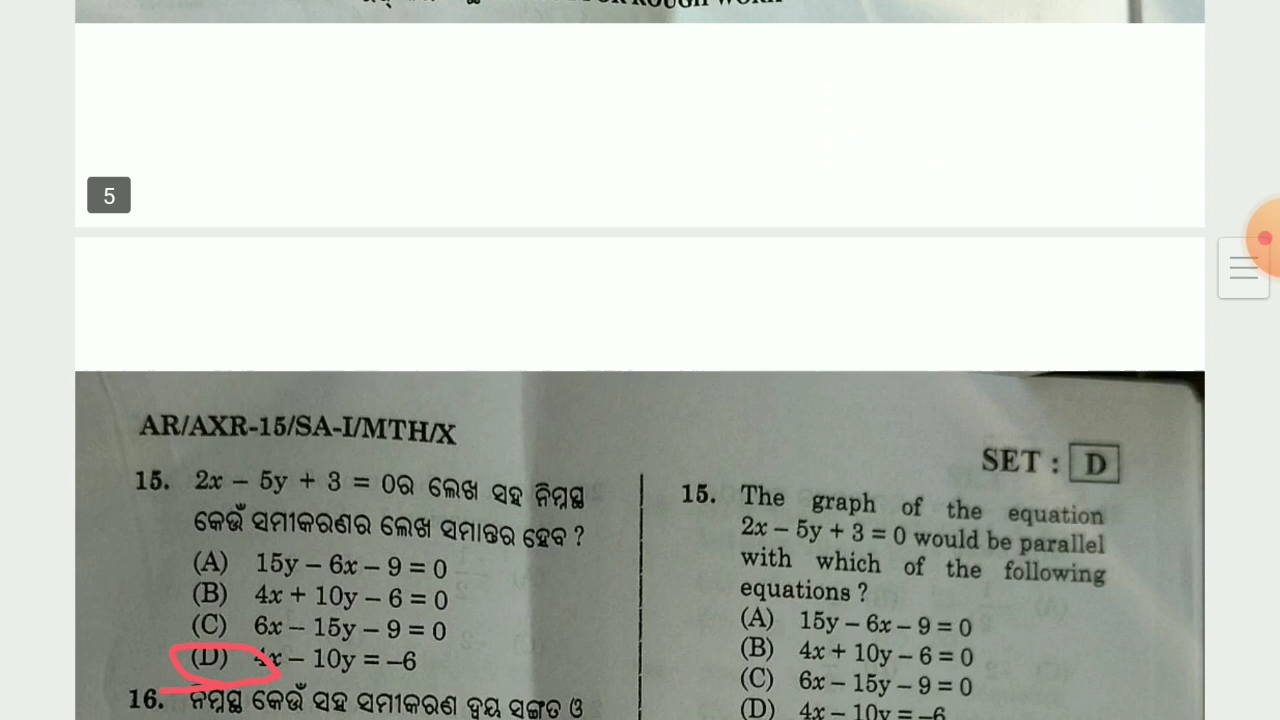 ROUGH WORK
5
AR/AXR-15/SA-I/MTH/X
SET : D
15. 2x – 5y + 3 = 0ର ଲେଖ ସହ ନିମ୍ନସ୍ଥ
କେଉଁ ସମୀକରଣର ଲେଖ ସମାନ୍ତର ହେବ ?
(A) 15y – 6x – 9 = 0
(B) 4x + 10y – 6 = 0
(C) 6x – 15y – 9 = 0
(D) 4x – 10y = –6
16. ନିମ୍ନସ୍ଥ କେଉଁ ସହ ସମୀକରଣ ଦ୍ୱୟ ସଙ୍ଗତ ଓ
15. The graph of the equation
2x – 5y + 3 = 0 would be parallel
with which of the following
equations ?
(A) 15y – 6x – 9 = 0
(B) 4x + 10y – 6 = 0
(C) 6x – 15y – 9 = 0
(D) 4x – 10y = –6